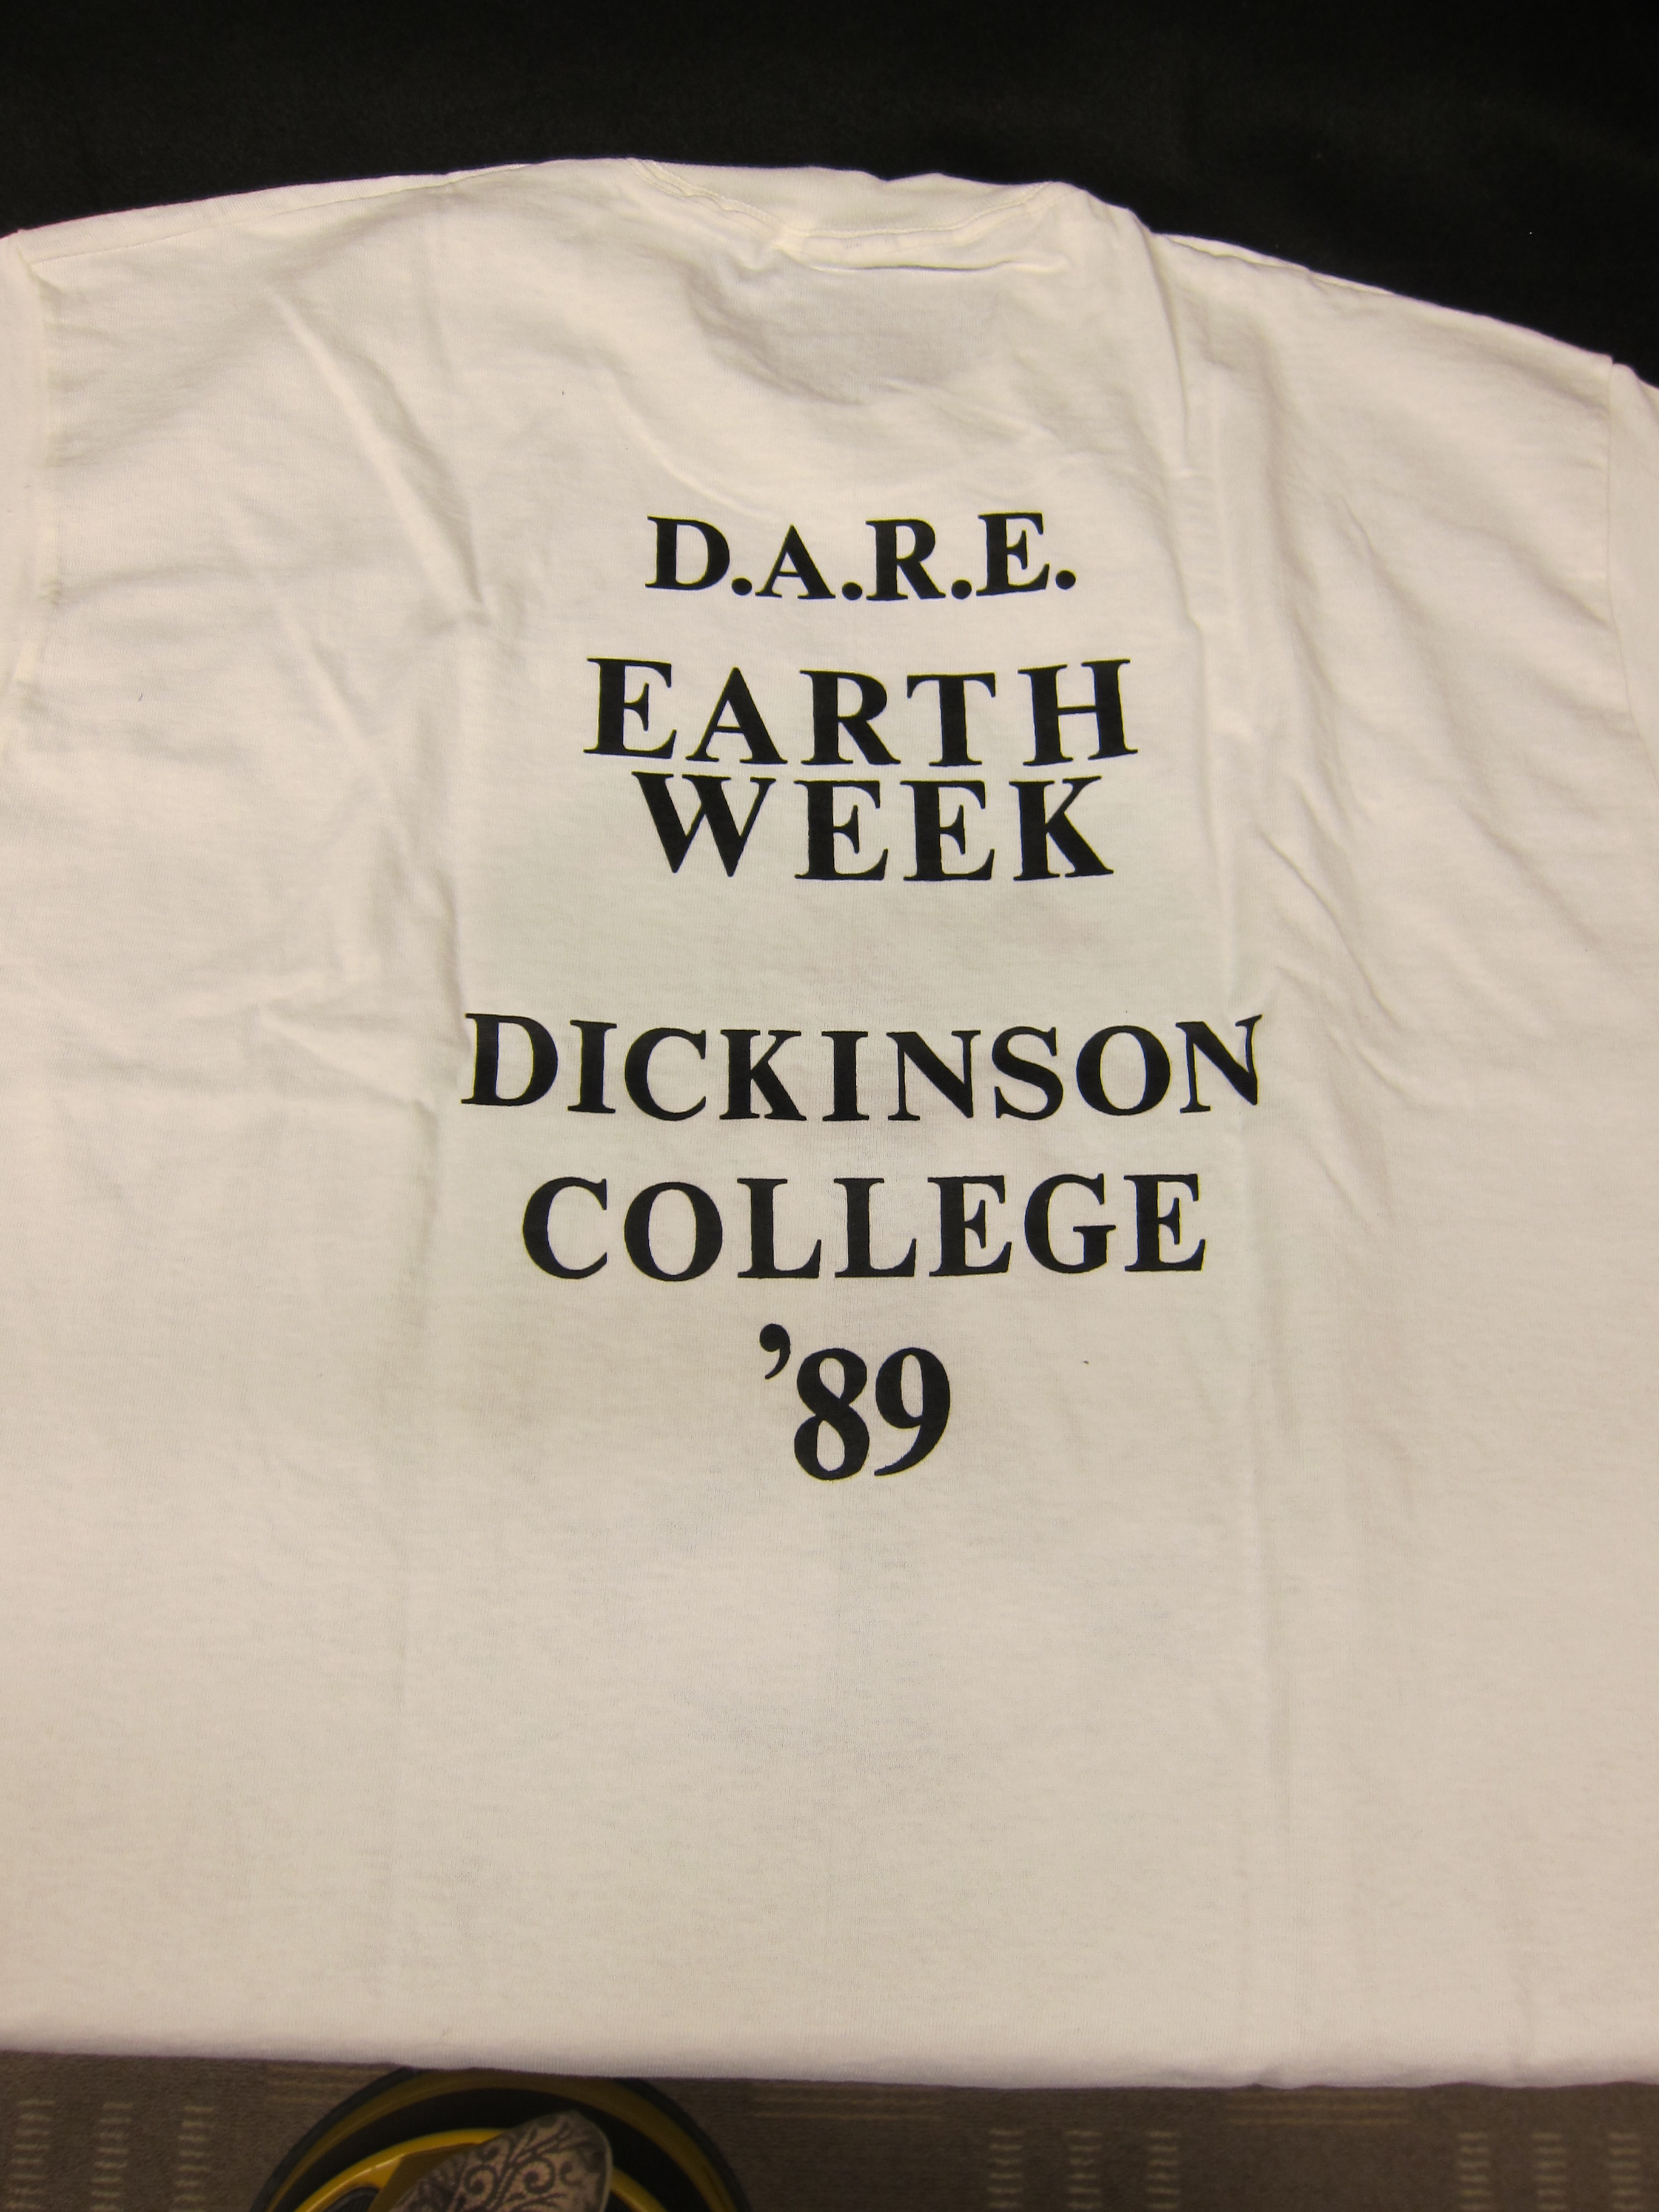 D.A.R.E.
EARTH
WEEK
DICKINSON
COLLEGE
’89